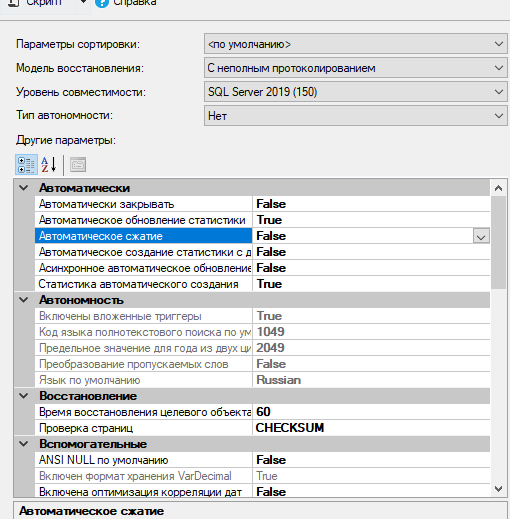 Скрипт Справка
Параметры сортировки: <по умолчанию>
Модель восстановления: С неполным протоколированием
Уровень совместимости: SQL Server 2019 (150)
Тип автономности: Нет
Другие параметры:
Автоматически
Автоматически закрывать False
Автоматическое обновление статистики True
Автоматическое сжатие False
Автоматическое создание статистики с д False
Асинхронное автоматическое обновление False
Статистика автоматического создания True
Автономность
Включены вложенные триггеры True
Код языка полнотекстового поиска по ум 1049
Предельное значение для года из двух ци 2049
Преобразование пропускаемых слов False
Язык по умолчанию Russian
Восстановление
Время восстановления целевого объекта 60
Проверка страниц CHECKSUM
Вспомогательные
ANSI NULL по умолчанию False
Включен формат хранения VarDecimal True
Включена оптимизация корреляции дат False
Автоматическое сжатие